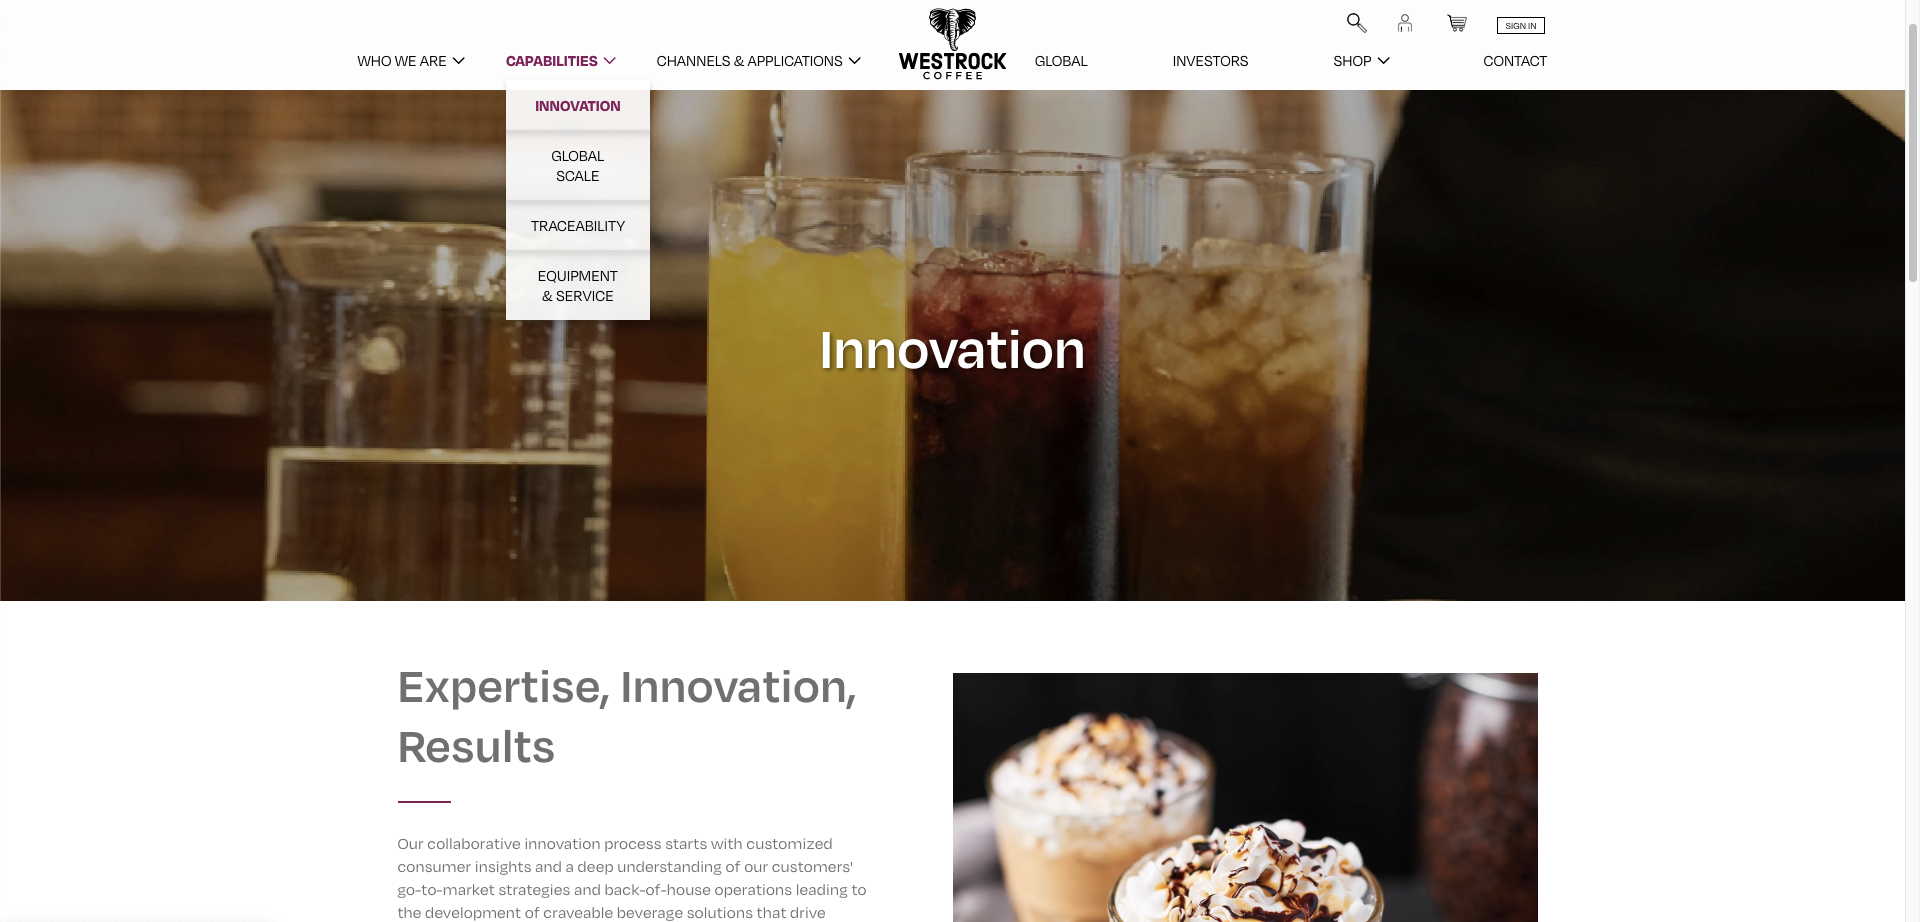 SIGN IN
WHO WE ARE
CAPABILITIES
CHANNELS & APPLICATIONS
WESTROCK
COFFEE
GLOBAL
INVESTORS
SHOP
CONTACT
INNOVATION
GLOBAL
SCALE
TRACEABILITY
EQUIPMENT
& SERVICE
Innovation
Expertise, Innovation,
Results
Our collaborative innovation process starts with customized
consumer insights and a deep understanding of our customers'
go-to-market strategies and back-of-house operations leading to
the development of craveable beverage solutions that drive